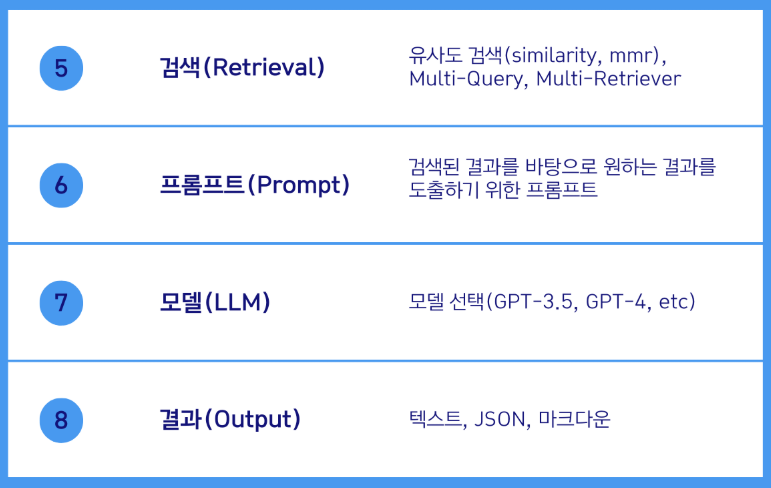 5
검색(Retrieval)
유사도 검색(similarity, mmr),
Multi-Query, Multi-Retriever
6
프롬프트(Prompt)
검색된 결과를 바탕으로 원하는 결과를
도출하기 위한 프롬프트
7
모델(LLM)
모델 선택(GPT-3.5, GPT-4, etc)
8
결과(Output)
텍스트, JSON, 마크다운